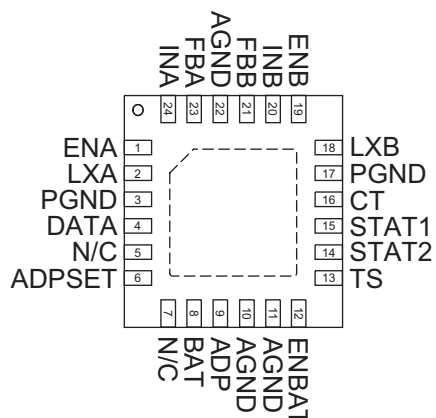 INA FBA AGND FBB INB ENB
24 23 22 21 20 19
ENA 1 18 LXB
LXA 2 17 PGND
PGND 3 16 CT
DATA 4 15 STAT1
N/C 5 14 STAT2
ADPSET 6 13 TS
7 8 9 10 11 12
N/C BAT ADP AGND AGND ENBAT